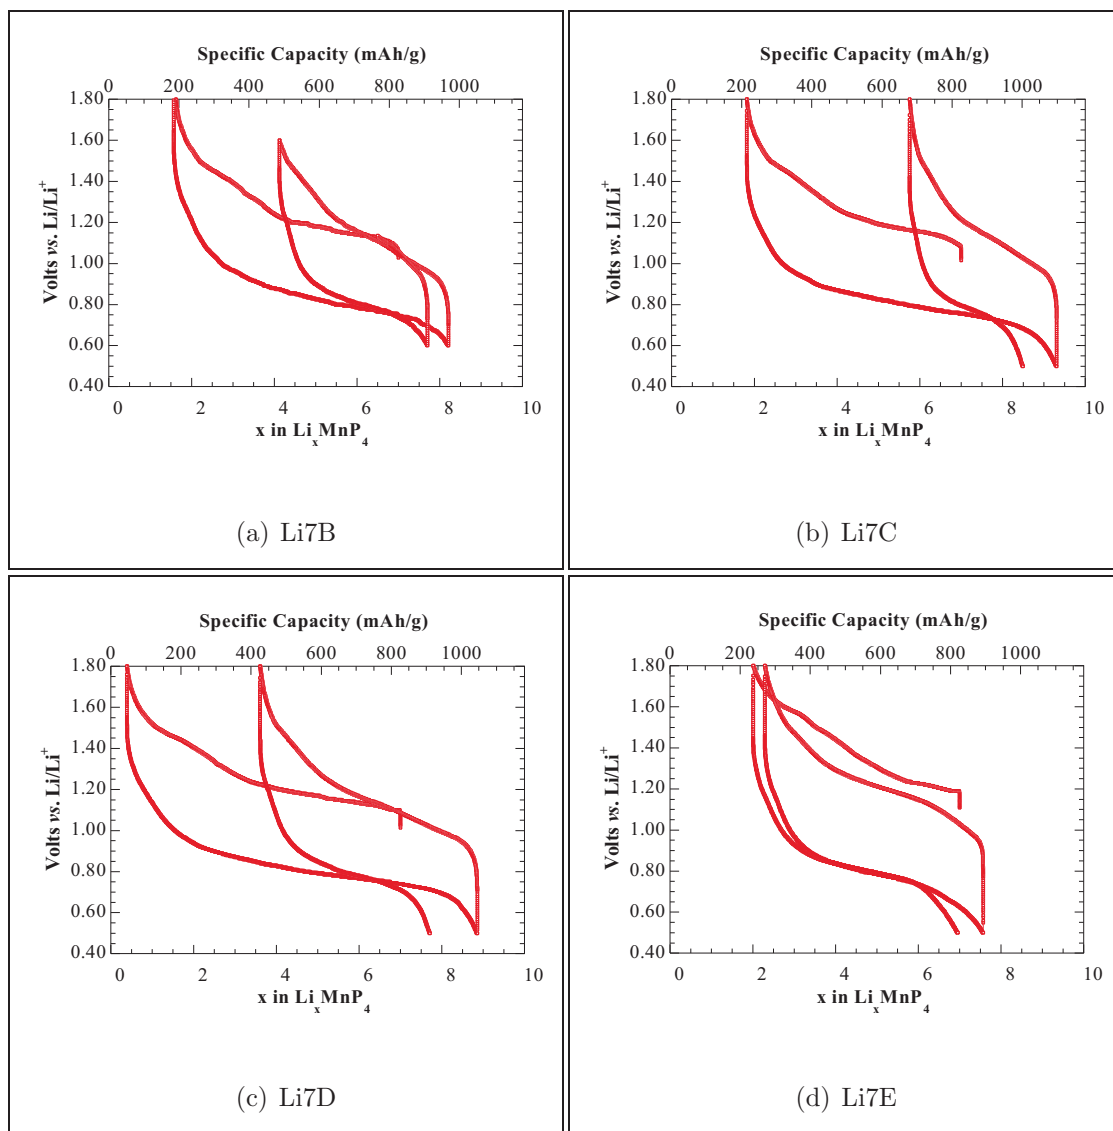 Specific Capacity (mAh/g)
0 200 400 600 800 1000
1.80
1.60
1.40
1.20
1.00
0.80
0.60
0.40
Volts vs. Li/Li⁺
0 2 4 6 8 10
x in LiₓMnP₄
(a) Li7B
Specific Capacity (mAh/g)
0 200 400 600 800 1000
1.80
1.60
1.40
1.20
1.00
0.80
0.60
0.40
Volts vs. Li/Li⁺
0 2 4 6 8 10
x in LiₓMnP₄
(b) Li7C
Specific Capacity (mAh/g)
0 200 400 600 800 1000
1.80
1.60
1.40
1.20
1.00
0.80
0.60
0.40
Volts vs. Li/Li⁺
0 2 4 6 8 10
x in LiₓMnP₄
(c) Li7D
Specific Capacity (mAh/g)
0 200 400 600 800 1000
1.80
1.60
1.40
1.20
1.00
0.80
0.60
0.40
Volts vs. Li/Li⁺
0 2 4 6 8 10
x in LiₓMnP₄
(d) Li7E